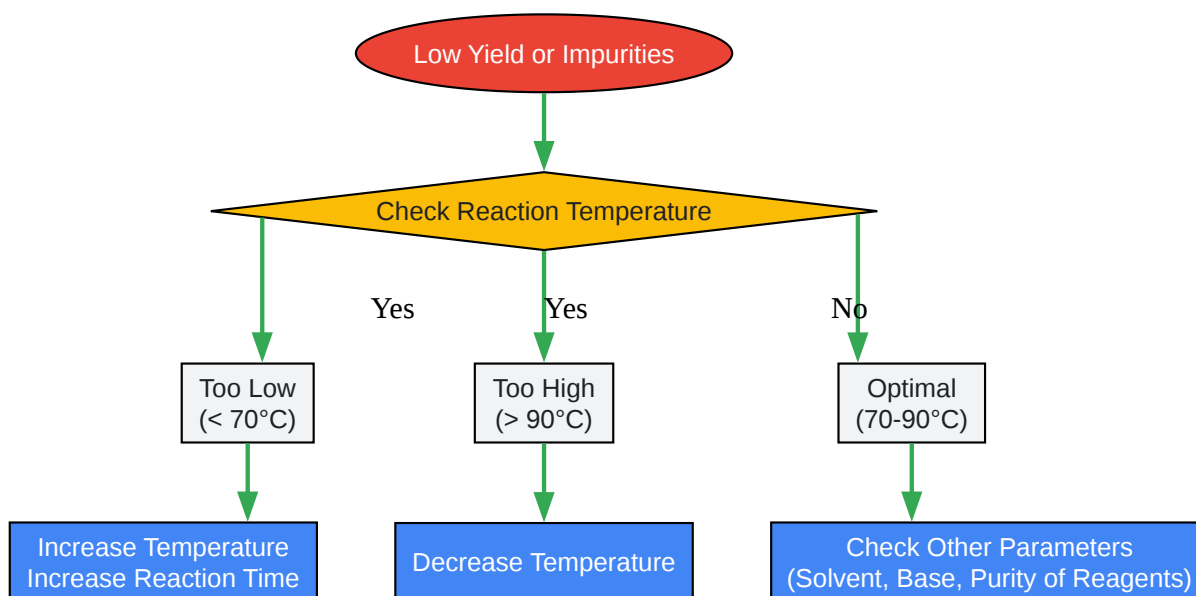 Low Yield or Impurities
Check Reaction Temperature
Yes
Yes
No
Too Low
(< 70°C)
Too High
(> 90°C)
Optimal
(70-90°C)
Increase Temperature
Increase Reaction Time
Decrease Temperature
Check Other Parameters
(Solvent, Base, Purity of Reagents)